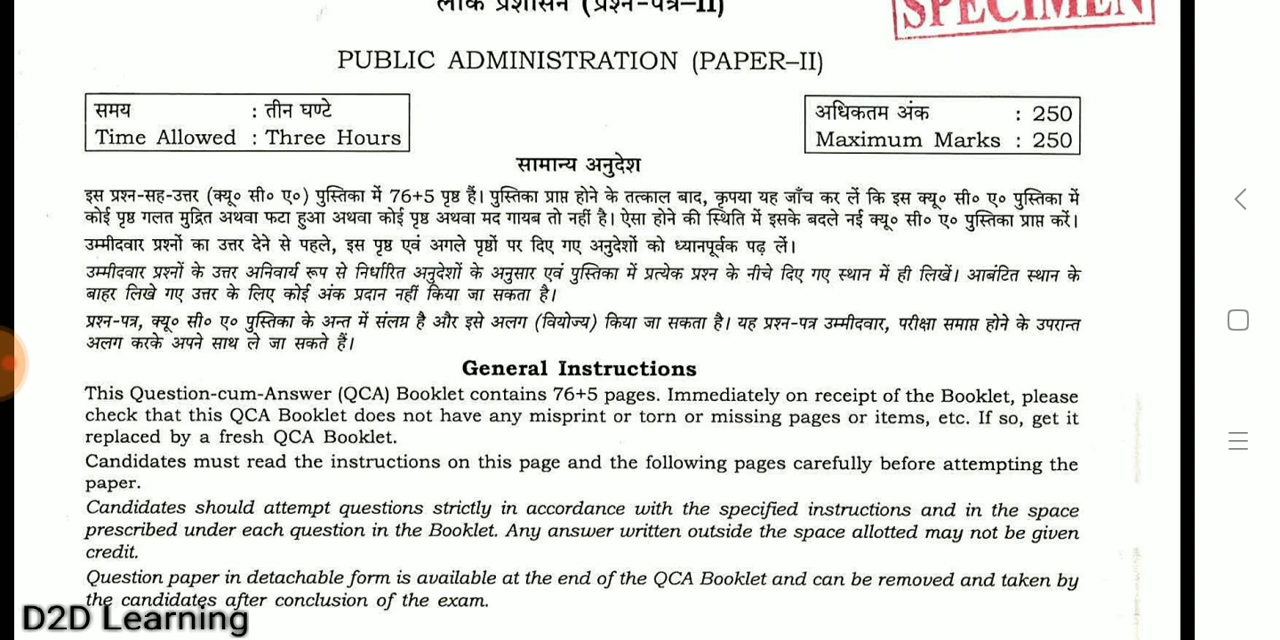 लोक प्रशासन (प्रश्न-पत्र–II)
SPECIMEN
PUBLIC ADMINISTRATION (PAPER–II)
समय : तीन घण्टे
Time Allowed : Three Hours
अधिकतम अंक : 250
Maximum Marks : 250
सामान्य अनुदेश
इस प्रश्न-सह-उत्तर (क्यू० सी० ए०) पुस्तिका में 76+5 पृष्ठ हैं। पुस्तिका प्राप्त होने के तत्काल बाद, कृपया यह जाँच कर लें कि इस क्यू० सी० ए० पुस्तिका में
कोई पृष्ठ गलत मुद्रित अथवा फटा हुआ अथवा कोई पृष्ठ अथवा मद गायब तो नहीं है। ऐसा होने की स्थिति में इसके बदले नई क्यू० सी० ए० पुस्तिका प्राप्त करें।
उम्मीदवार प्रश्नों का उत्तर देने से पहले, इस पृष्ठ एवं अगले पृष्ठों पर दिए गए अनुदेशों को ध्यानपूर्वक पढ़ लें।
उम्मीदवार प्रश्नों के उत्तर अनिवार्य रूप से निर्धारित अनुदेशों के अनुसार एवं पुस्तिका में प्रत्येक प्रश्न के नीचे दिए गए स्थान में ही लिखें। आबंटित स्थान के
बाहर लिखे गए उत्तर के लिए कोई अंक प्रदान नहीं किया जा सकता है।
प्रश्न-पत्र, क्यू० सी० ए० पुस्तिका के अन्त में संलग्न है और इसे अलग (वियोज्य) किया जा सकता है। यह प्रश्न-पत्र उम्मीदवार, परीक्षा समाप्त होने के उपरान्त
अलग करके अपने साथ ले जा सकते हैं।
General Instructions
This Question-cum-Answer (QCA) Booklet contains 76+5 pages. Immediately on receipt of the Booklet, please
check that this QCA Booklet does not have any misprint or torn or missing pages or items, etc. If so, get it
replaced by a fresh QCA Booklet.
Candidates must read the instructions on this page and the following pages carefully before attempting the
paper.
Candidates should attempt questions strictly in accordance with the specified instructions and in the space
prescribed under each question in the Booklet. Any answer written outside the space allotted may not be given
credit.
Question paper in detachable form is available at the end of the QCA Booklet and can be removed and taken by
the candidates after conclusion of the exam.
D2D Learning